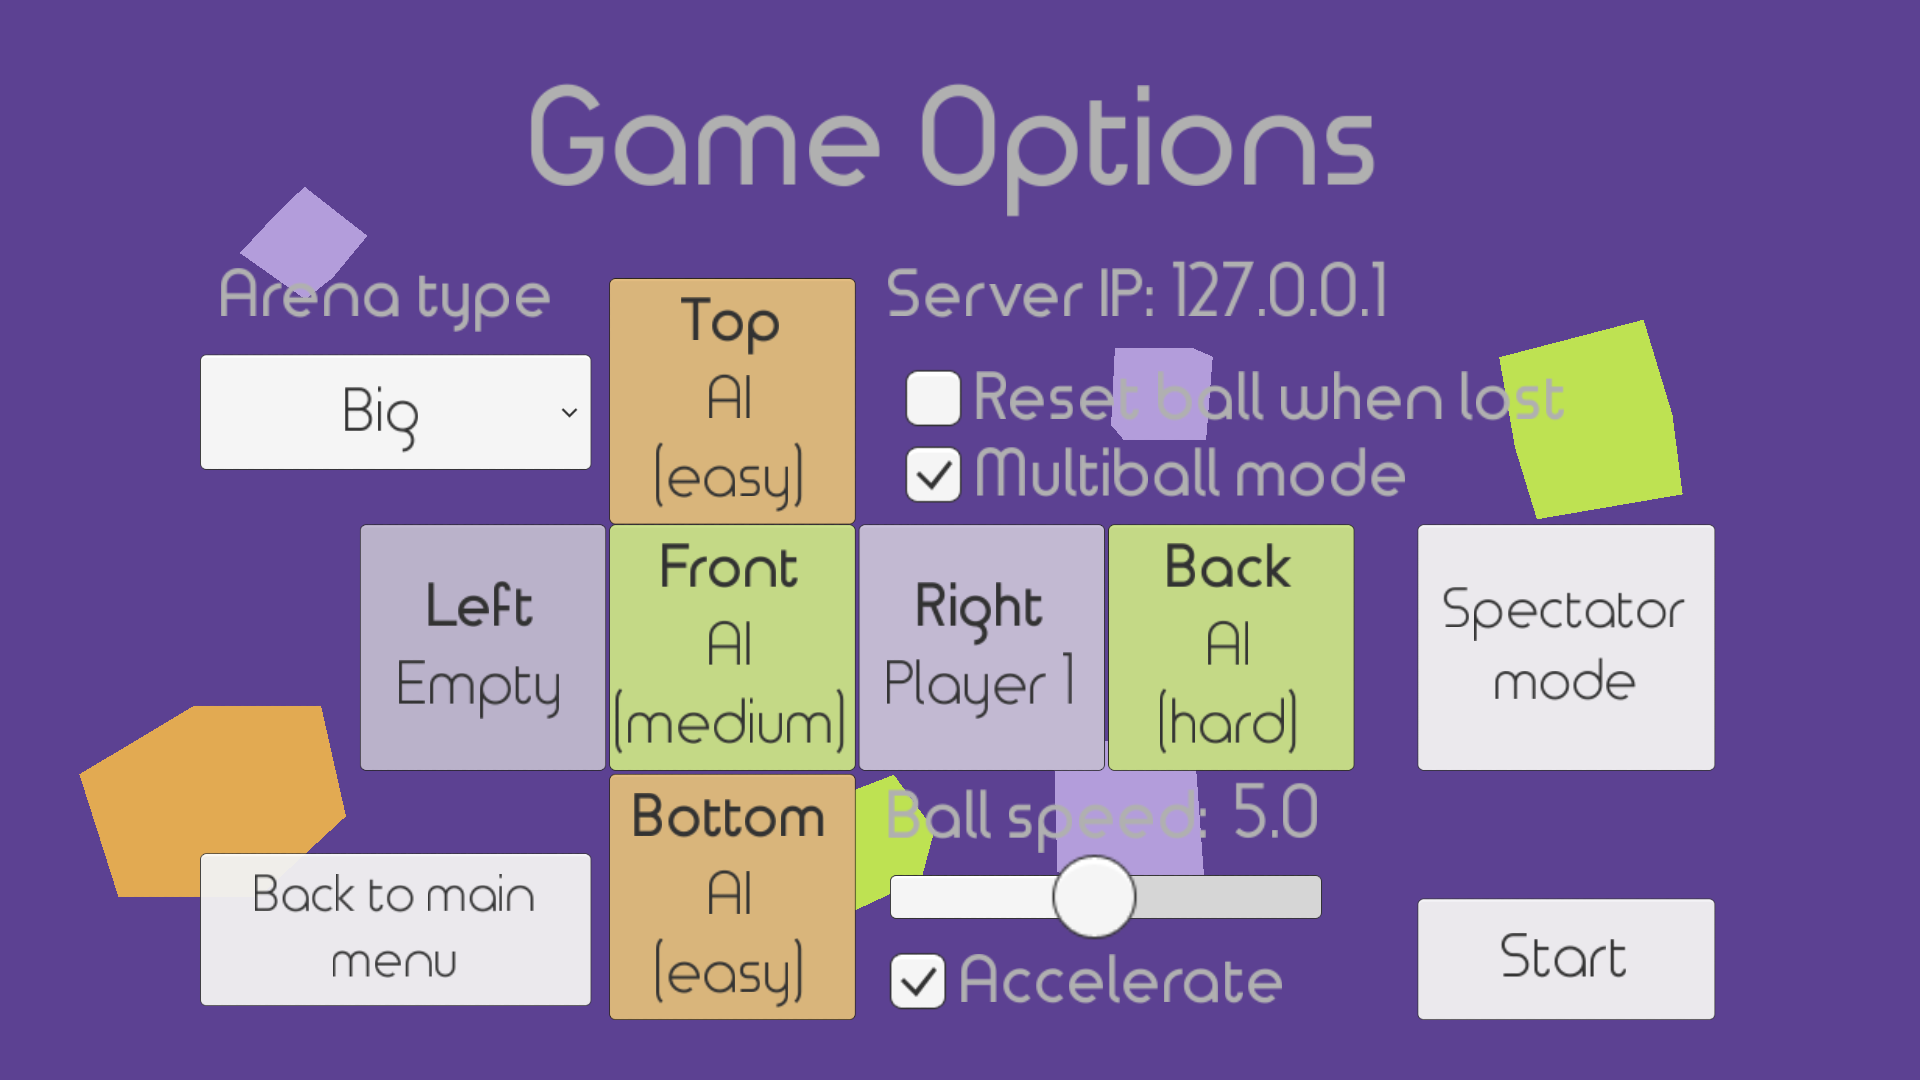 Game Options
Arena type
Big
Top
AI
(easy)
Server IP: 127.0.0.1
Reset ball when lost
Multiball mode
Left
Empty
Front
AI
(medium)
Right
Player 1
Back
AI
(hard)
Spectator
mode
Back to main
menu
Bottom
AI
(easy)
Ball speed: 5.0
Accelerate
Start